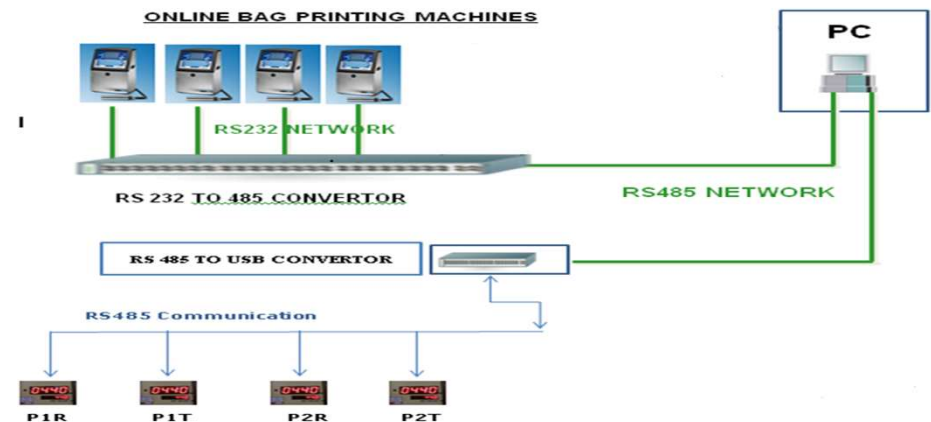 ONLINE BAG PRINTING MACHINES
PC
I
RS232 NETWORK
RS 232 TO 485 CONVERTOR
RS485 NETWORK
RS 485 TO USB CONVERTOR
RS485 Communication
0440 0440 0440 0440
P1R P1T P2R P2T